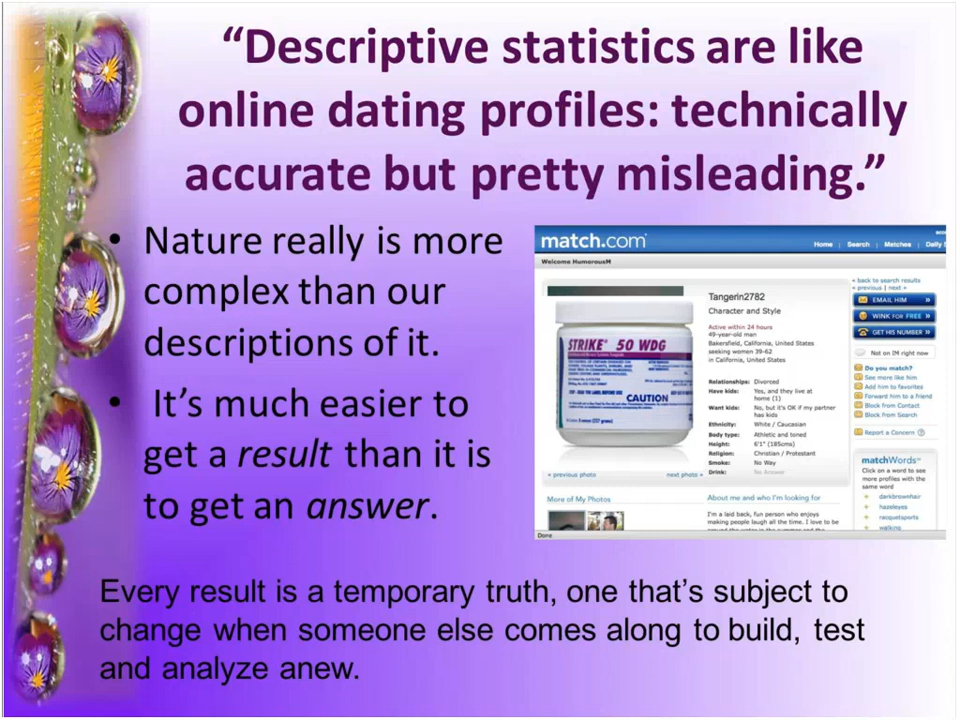 “Descriptive statistics are like
online dating profiles: technically
accurate but pretty misleading.”
• Nature really is more
complex than our
descriptions of it.
• It’s much easier to
get a result than it is
to get an answer.
match.com
Home | Search | Matches | Daily
Welcome HumerousM
STRIKE® 50 WDG
CAUTION
« previous photo next photo »
More of My Photos
Tangerin2782
Character and Style
Active within 24 hours
49-year-old men
Bakersfield, California, United States
seeking women 39-62
in California, United States
Relationships: Divorced
Have kids: Yes, and they live at
home (1)
Want kids: No, but it's OK if my partner
has kids
Ethnicity: White / Caucasian
Body type: Athletic and toned
Height: 6'1" (185cms)
Religion: Christian / Protestant
Smoke: No Way
Drink: No Answer
About me and who I'm looking for
I'm a laid back, fun person who enjoys
making people laugh all the time. I love to be
« back to search results
« previous | next »
EMAIL HIM »
WINK FOR FREE »
GET HIS NUMBER »
Not on IM right now
Do you match?
See more like him
Add him to favorites
Forward him to a friend
Block from Contact
Block from Search
Report a Concern
matchWords
Click on a word to see
more profiles with the
same word
darkbrownhair
hazeleyes
racquetsports
walking
Done
Every result is a temporary truth, one that’s subject to
change when someone else comes along to build, test
and analyze anew.